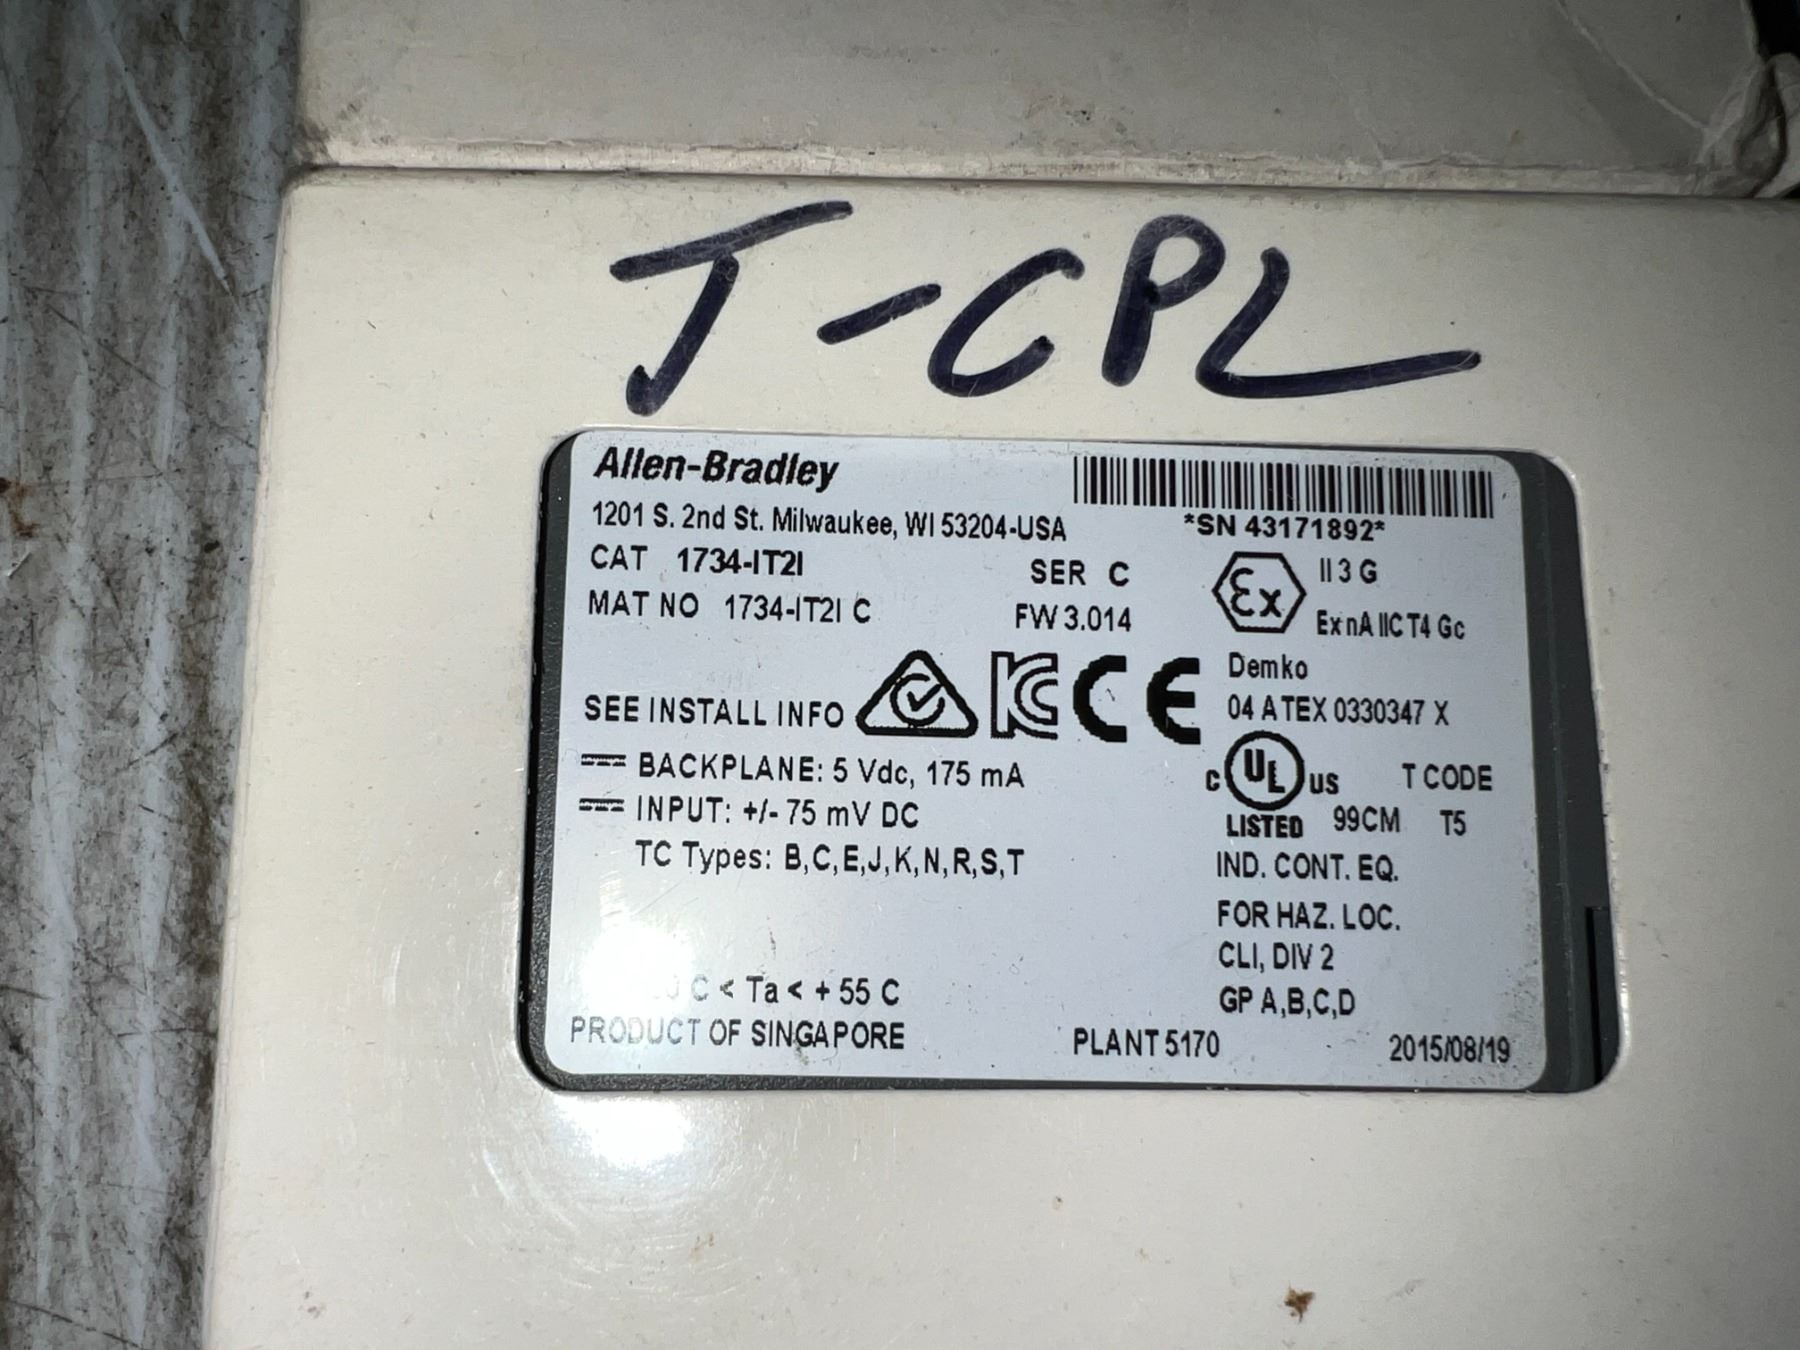 J-CPL
Allen-Bradley
1201 S. 2nd St. Milwaukee, WI 53204-USA
*SN 43171892*
CAT 1734-IT2I
SER C
MAT NO 1734-IT2I C
FW 3.014
Ex
II 3 G
Ex nA IIC T4 Gc
SEE INSTALL INFO
KC CE
Demko
04 ATEX 0330347 X
BACKPLANE: 5 Vdc, 175 mA
INPUT: +/- 75 mV DC
TC Types: B,C,E,J,K,N,R,S,T
C UL US
LISTED 99CM
T CODE
T5
IND. CONT. EQ.
FOR HAZ. LOC.
CLI, DIV 2
GP A,B,C,D
C < Ta < + 55 C
PRODUCT OF SINGAPORE
PLANT 5170
2015/08/19